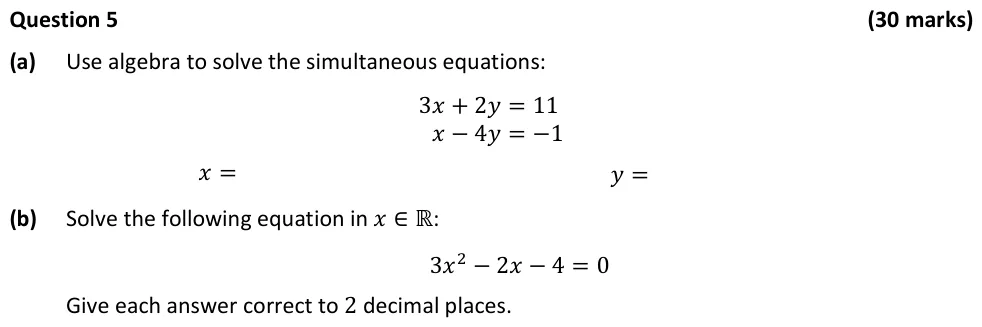 Question 5 (30 marks)
(a) Use algebra to solve the simultaneous equations:
3x + 2y = 11
x − 4y = −1
x = y =
(b) Solve the following equation in x ∈ ℝ:
3x² − 2x − 4 = 0
Give each answer correct to 2 decimal places.